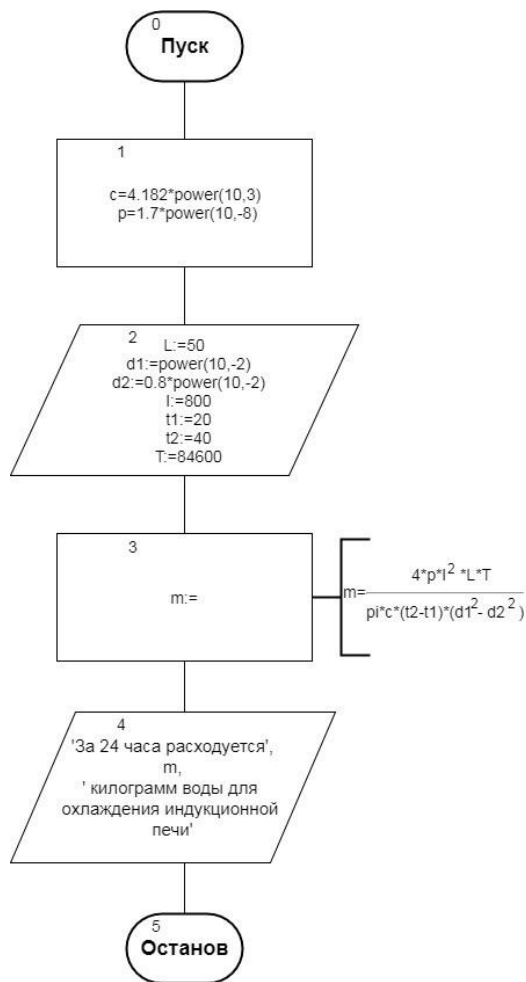 0
Пуск
1
c=4.182*power(10,3)
p=1.7*power(10,-8)
2
L:=50
d1:=power(10,-2)
d2:=0.8*power(10,-2)
I:=800
t1:=20
t2:=40
T:=84600
3
m:=
4*p*I² *L*T
m=
pi*c*(t2-t1)*(d1²- d2² )
4
'За 24 часа расходуется',
m,
' килограмм воды для
охлаждения индукционной
печи'
5
Останов